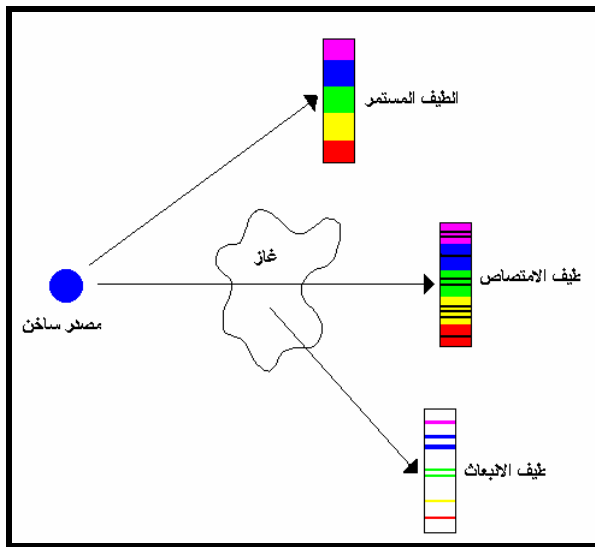 الطيف المستمر
غاز
طيف الامتصاص
مصدر ساخن
طيف الانبعاث